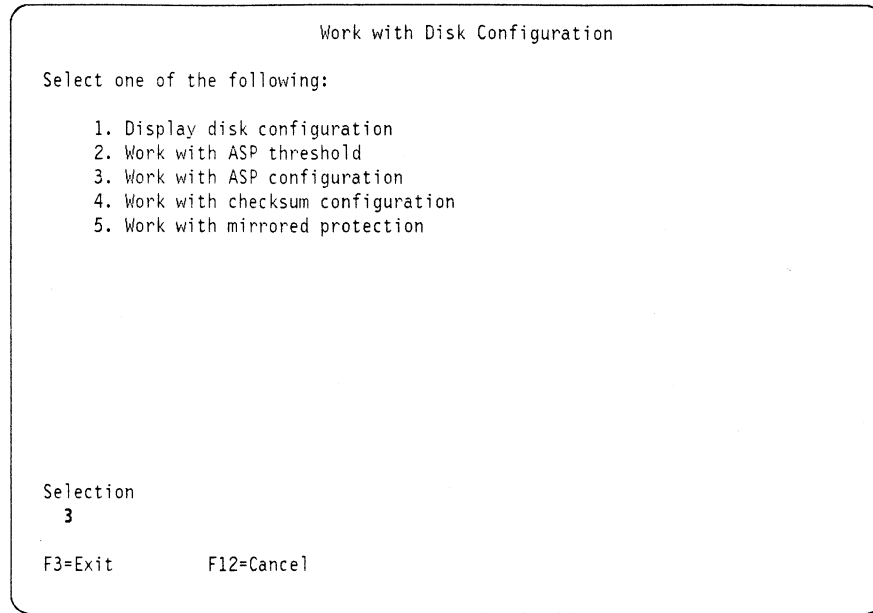 Work with Disk Configuration
Select one of the following:
1. Display disk configuration
2. Work with ASP threshold
3. Work with ASP configuration
4. Work with checksum configuration
5. Work with mirrored protection
Selection
3
F3=Exit F12=Cancel